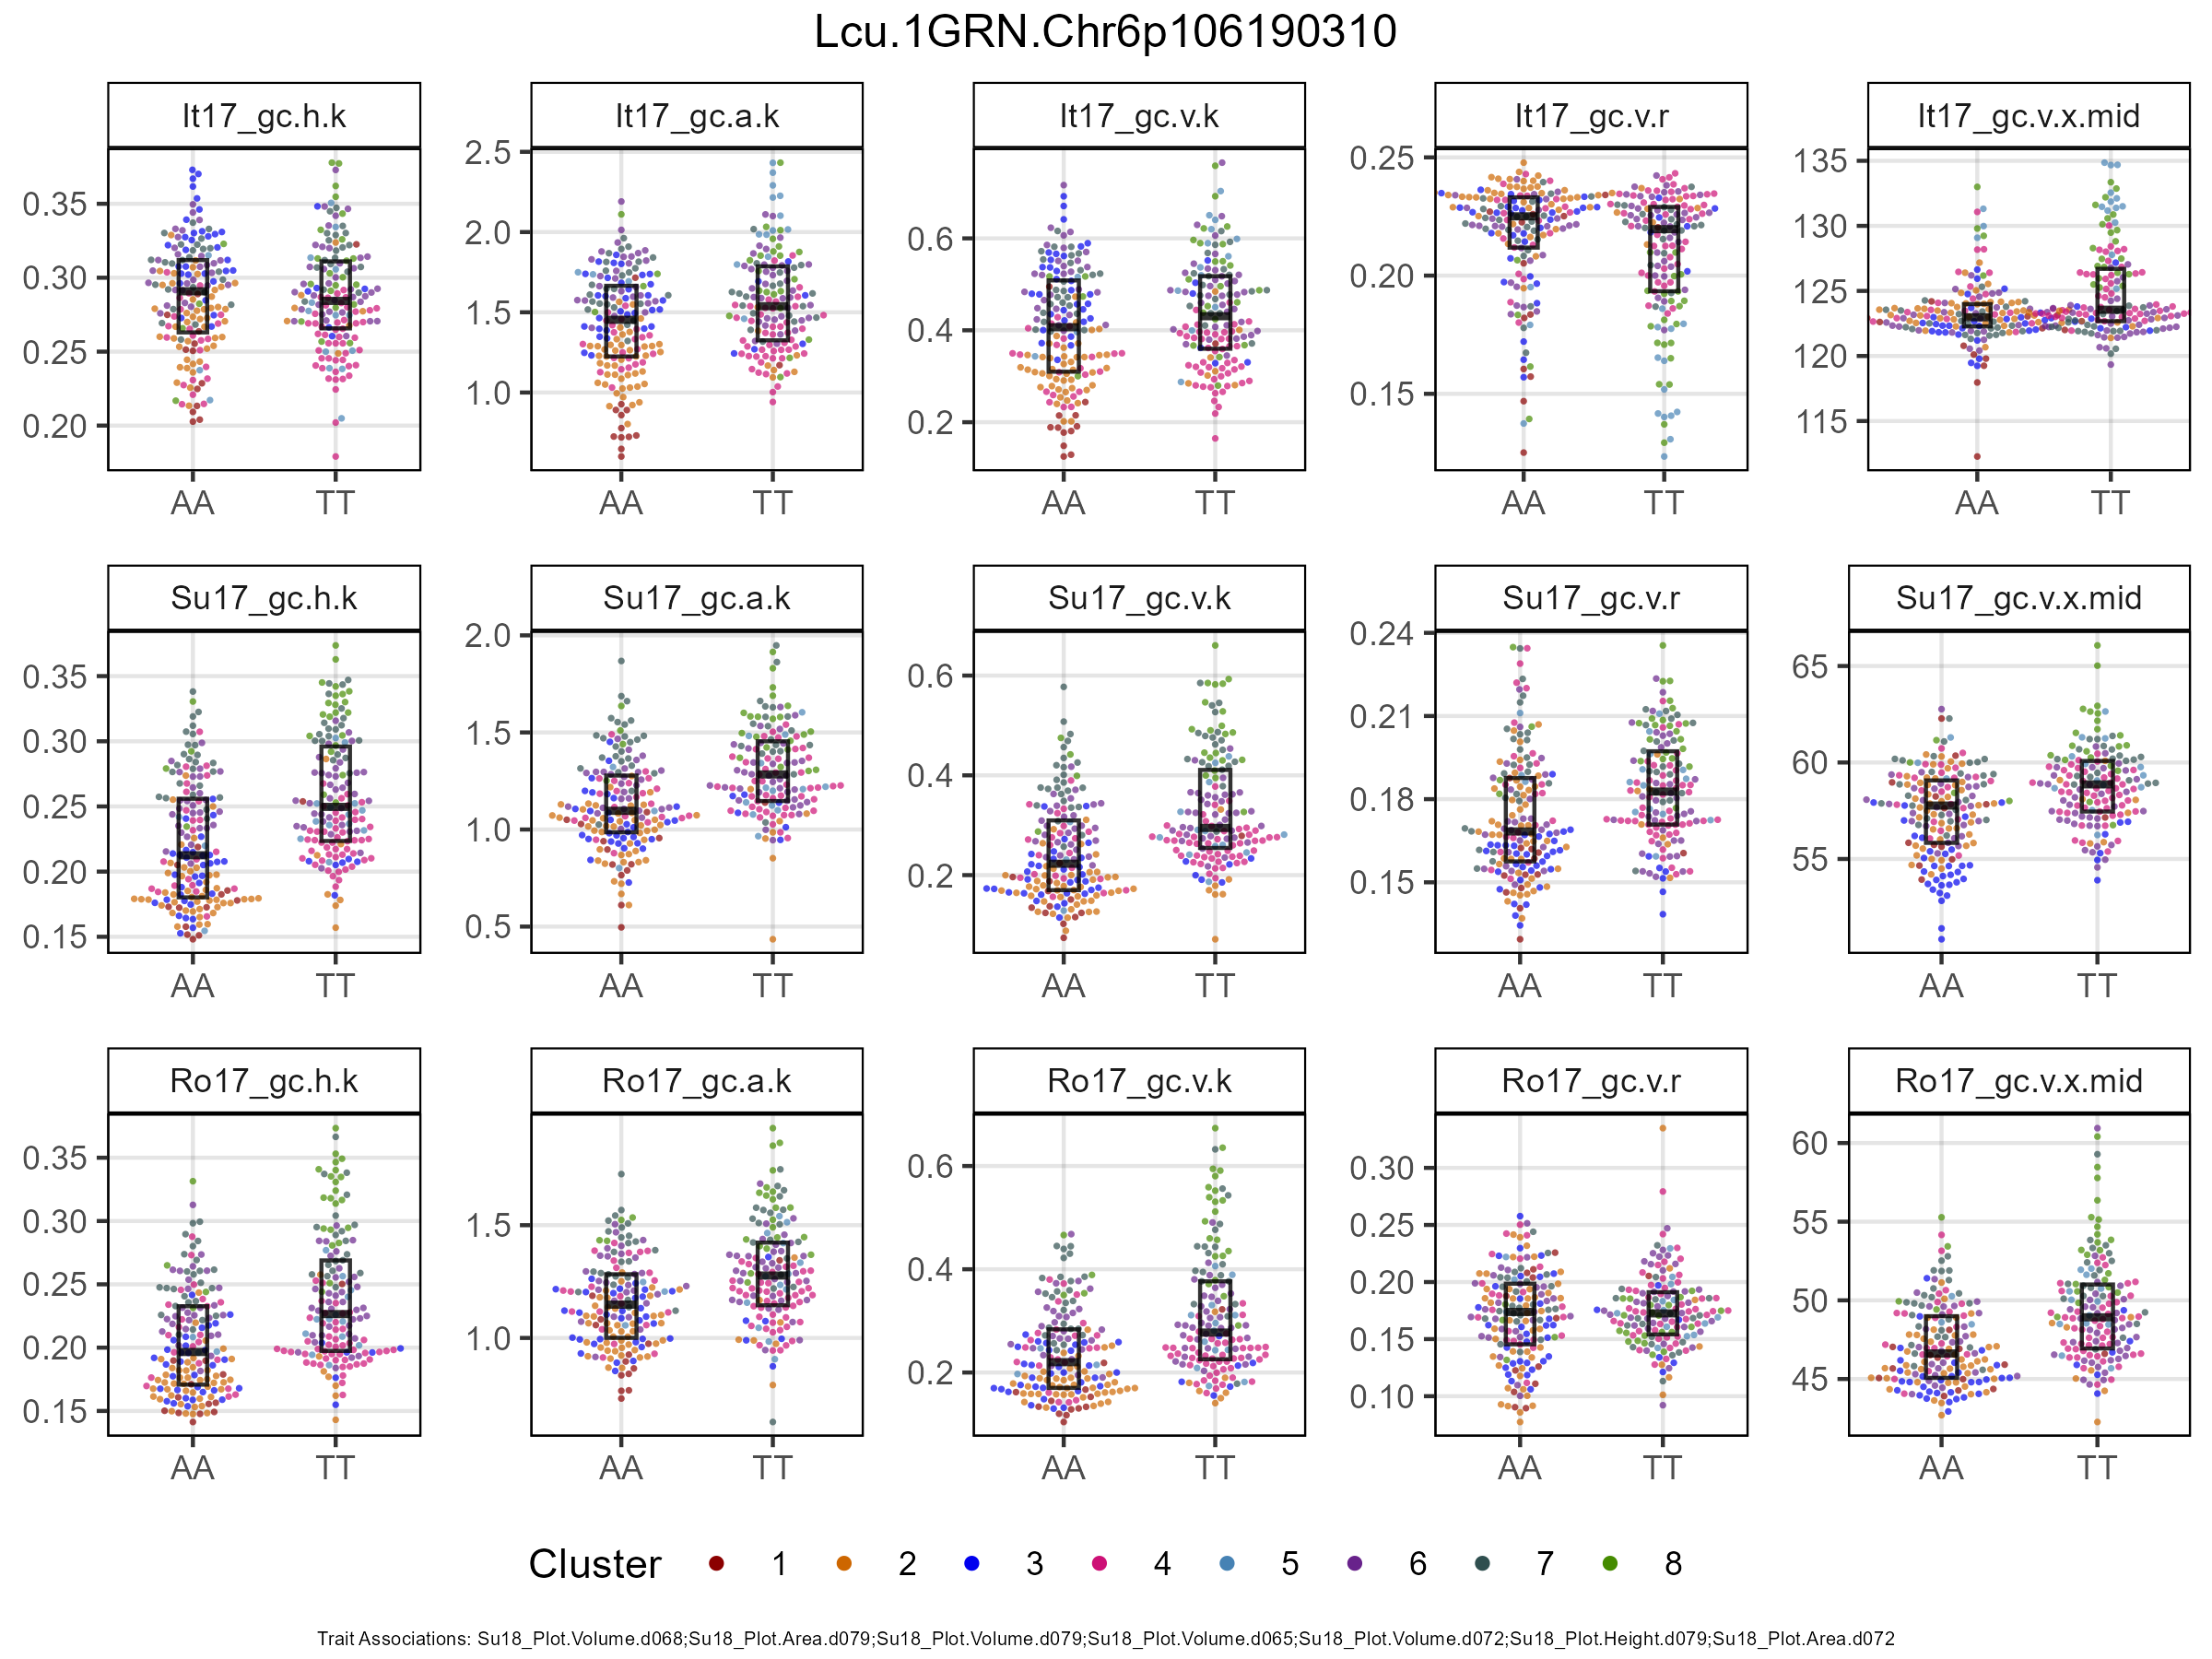 Lcu.1GRN.Chr6p106190310
It17_gc.h.k
It17_gc.a.k
It17_gc.v.k
It17_gc.v.r
It17_gc.v.x.mid
0.35
0.30
0.25
0.20
AA TT
2.5
2.0
1.5
1.0
AA TT
0.6
0.4
0.2
AA TT
0.25
0.20
0.15
AA TT
135
130
125
120
115
AA TT
Su17_gc.h.k
Su17_gc.a.k
Su17_gc.v.k
Su17_gc.v.r
Su17_gc.v.x.mid
0.35
0.30
0.25
0.20
0.15
AA TT
2.0
1.5
1.0
0.5
AA TT
0.6
0.4
0.2
AA TT
0.24
0.21
0.18
0.15
AA TT
65
60
55
AA TT
Ro17_gc.h.k
Ro17_gc.a.k
Ro17_gc.v.k
Ro17_gc.v.r
Ro17_gc.v.x.mid
0.35
0.30
0.25
0.20
0.15
AA TT
1.5
1.0
AA TT
0.6
0.4
0.2
AA TT
0.30
0.25
0.20
0.15
0.10
AA TT
60
55
50
45
AA TT
Cluster 1 2 3 4 5 6 7 8
Trait Associations: Su18_Plot.Volume.d068;Su18_Plot.Area.d079;Su18_Plot.Volume.d079;Su18_Plot.Volume.d065;Su18_Plot.Volume.d072;Su18_Plot.Height.d079;Su18_Plot.Area.d072